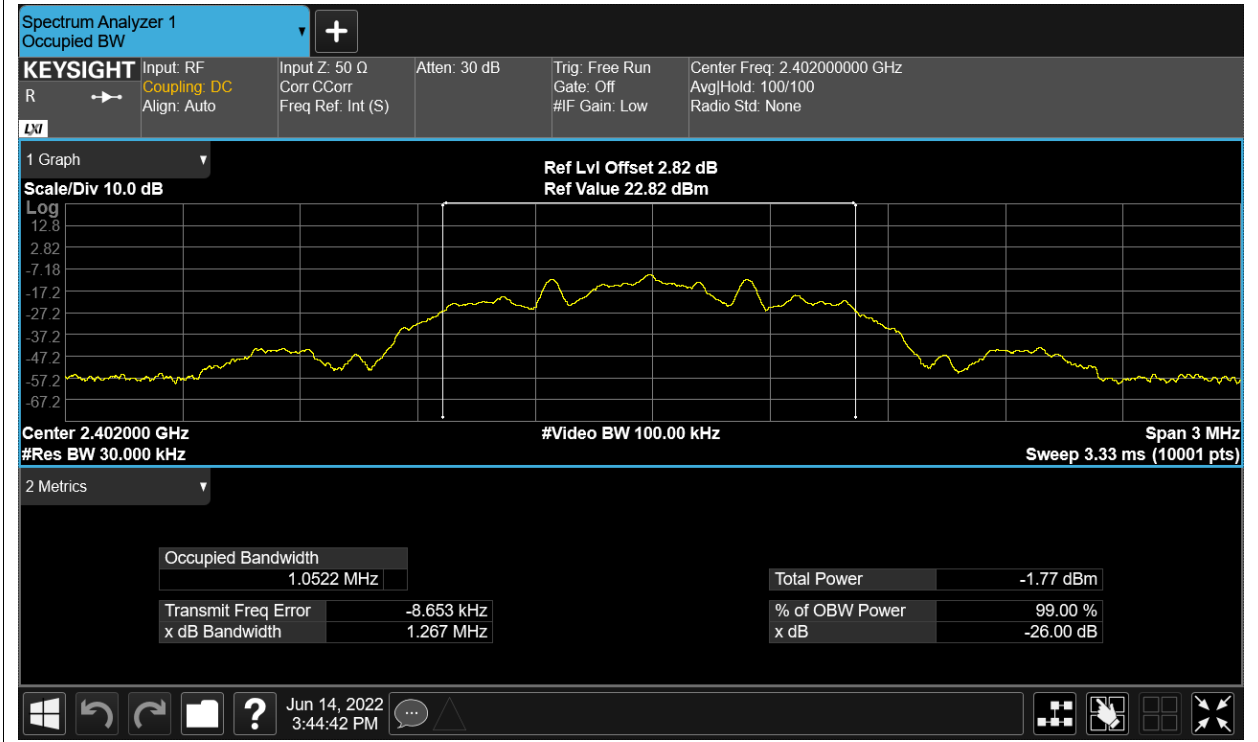 Spectrum Analyzer 1
Occupied BW
KEYSIGHT Input: RF Input Z: 50 Ω Atten: 30 dB Trig: Free Run Center Freq: 2.402000000 GHz
R Coupling: DC Corr CCorr Gate: Off Avg|Hold: 100/100
Align: Auto Freq Ref: Int (S) #IF Gain: Low Radio Std: None
LXI
1 Graph
Ref Lvl Offset 2.82 dB
Scale/Div 10.0 dB Ref Value 22.82 dBm
Log
12.8
2.82
-7.18
-17.2
-27.2
-37.2
-47.2
-57.2
-67.2
Center 2.402000 GHz #Video BW 100.00 kHz Span 3 MHz
#Res BW 30.000 kHz Sweep 3.33 ms (10001 pts)
2 Metrics
Occupied Bandwidth
1.0522 MHz Total Power -1.77 dBm
Transmit Freq Error -8.653 kHz % of OBW Power 99.00 %
x dB Bandwidth 1.267 MHz x dB -26.00 dB
Jun 14, 2022
3:44:42 PM